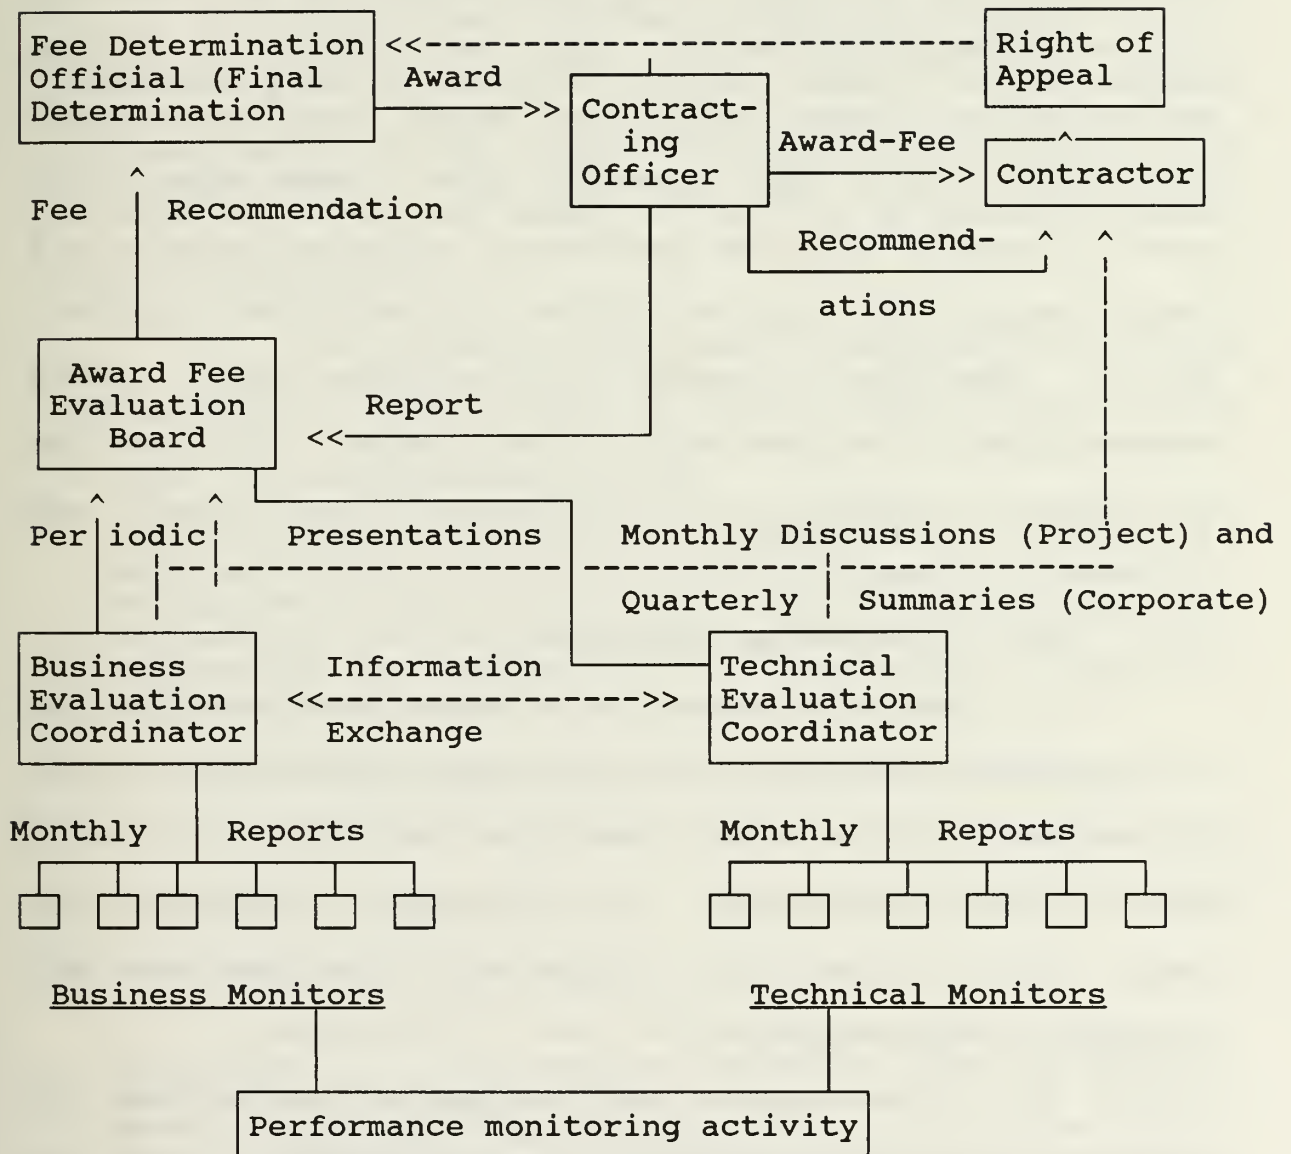 Fee Determination
Official (Final
Determination
Award
Right of
Appeal
Contract-
ing
Officer
Award-Fee
Contractor
Fee Recommendation
Recommend-
ations
Award Fee
Evaluation
Board
Report
Periodic Presentations
Monthly Discussions (Project) and
Quarterly Summaries (Corporate)
Business
Evaluation
Coordinator
Information
Exchange
Technical
Evaluation
Coordinator
Monthly Reports
Monthly Reports
Business Monitors
Technical Monitors
Performance monitoring activity